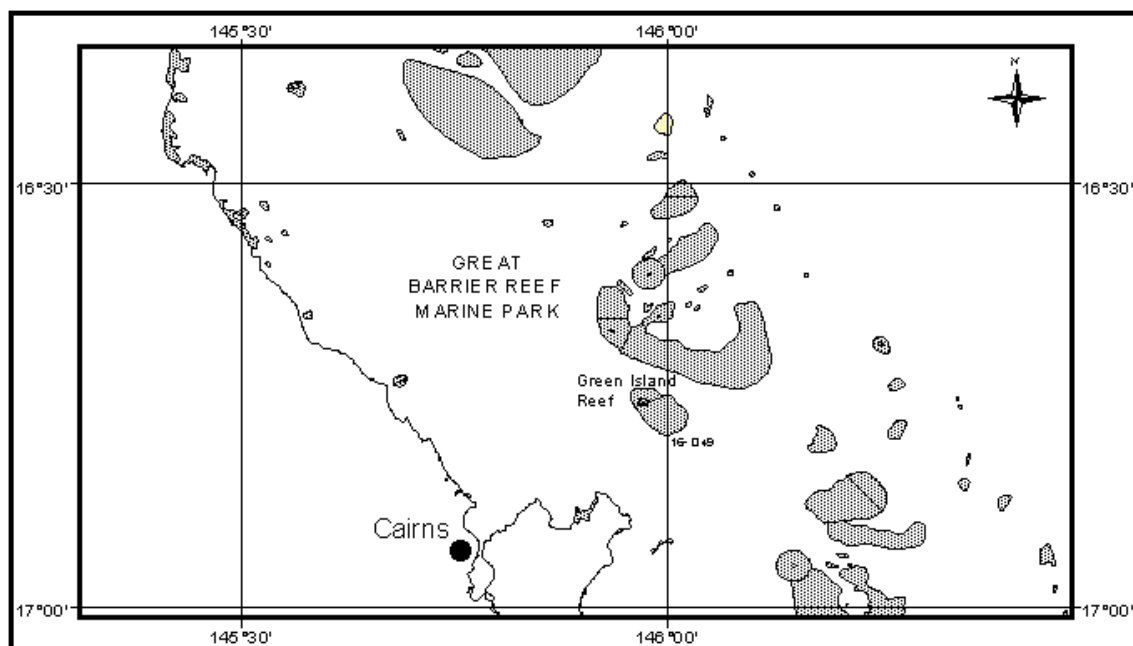 145°30' 146°00'
N
16°30' 16°30'
GREAT
BARRIER REEF
MARINE PARK
Green Island
Reef
16-049
Cairns
17°00' 17°00'
145°30' 146°00'